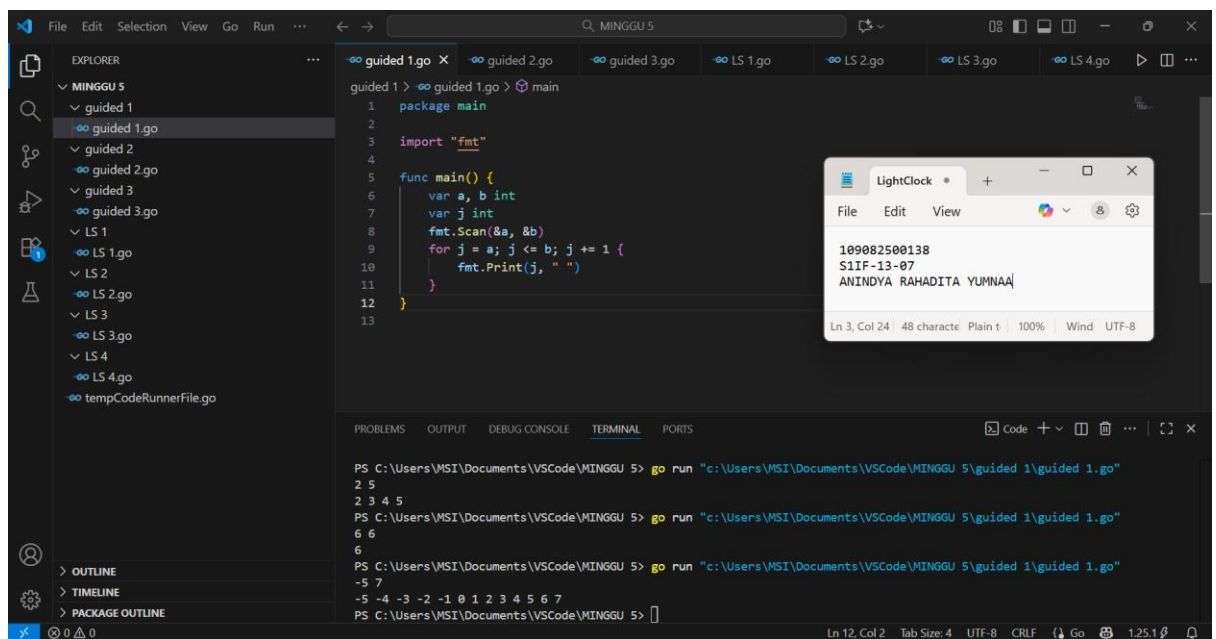 File Edit Selection View Go Run ...
MINGGU 5
EXPLORER
MINGGU 5
guided 1
guided 1.go
guided 2
guided 2.go
guided 3
guided 3.go
LS 1
LS 1.go
LS 2
LS 2.go
LS 3
LS 3.go
LS 4
LS 4.go
tempCodeRunnerFile.go
OUTLINE
TIMELINE
PACKAGE OUTLINE
guided 1.go guided 2.go guided 3.go LS 1.go LS 2.go LS 3.go LS 4.go
guided 1 > guided 1.go > main
1 package main
2
3 import "fmt"
4
5 func main() {
6 var a, b int
7 var j int
8 fmt.Scan(&a, &b)
9 for j = a; j <= b; j += 1 {
10 fmt.Print(j, " ")
11 }
12 }
13
LightClock
File Edit View
109082500138
S1IF-13-07
ANINDYA RAHADITA YUMNAA
Ln 3, Col 24 48 characte Plain t 100% Wind UTF-8
PROBLEMS OUTPUT DEBUG CONSOLE TERMINAL PORTS
Code
PS C:\Users\MSI\Documents\VSCode\MINGGU 5> go run "c:\Users\MSI\Documents\VSCode\MINGGU 5\guided 1\guided 1.go"
2 5
2 3 4 5
PS C:\Users\MSI\Documents\VSCode\MINGGU 5> go run "c:\Users\MSI\Documents\VSCode\MINGGU 5\guided 1\guided 1.go"
6 6
6
PS C:\Users\MSI\Documents\VSCode\MINGGU 5> go run "c:\Users\MSI\Documents\VSCode\MINGGU 5\guided 1\guided 1.go"
-5 7
-5 -4 -3 -2 -1 0 1 2 3 4 5 6 7
PS C:\Users\MSI\Documents\VSCode\MINGGU 5>
0 0 Ln 12, Col 2 Tab Size: 4 UTF-8 CRLF {} Go 1.25.1